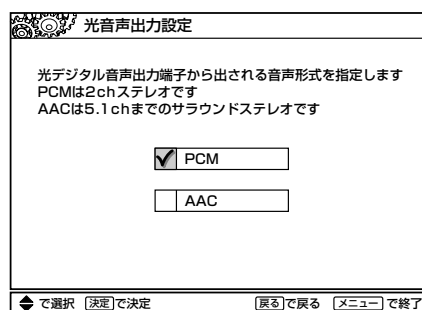 光音声出力設定
光デジタル音声出力端子から出される音声形式を指定します
PCMは2chステレオです
AACは5.1chまでのサラウンドステレオです
PCM
AAC
で選択 決定で決定 戻るで戻る メニューで終了